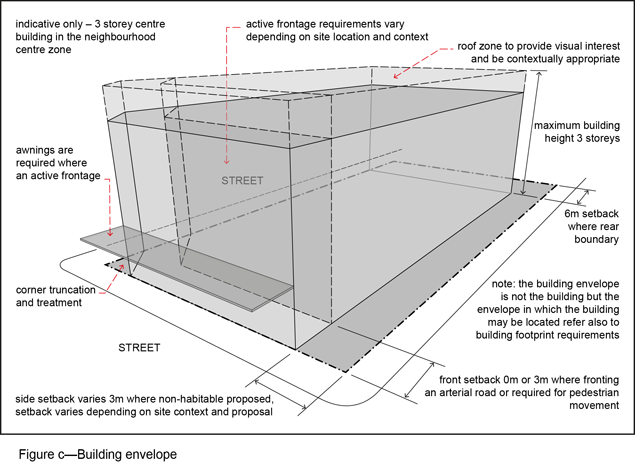 indicative only – 3 storey centre
building in the neighbourhood
centre zone
active frontage requirements vary
depending on site location and context
roof zone to provide visual interest
and be contextually appropriate
maximum building
height 3 storeys
awnings are
required where
an active frontage
STREET
6m setback
where rear
boundary
corner truncation
and treatment
note: the building envelope
is not the building but the
envelope in which the building
may be located refer also to
building footprint requirements
STREET
side setback varies 3m where non-habitable proposed,
setback varies depending on site context and proposal
front setback 0m or 3m where fronting
an arterial road or required for pedestrian
movement
Figure c—Building envelope